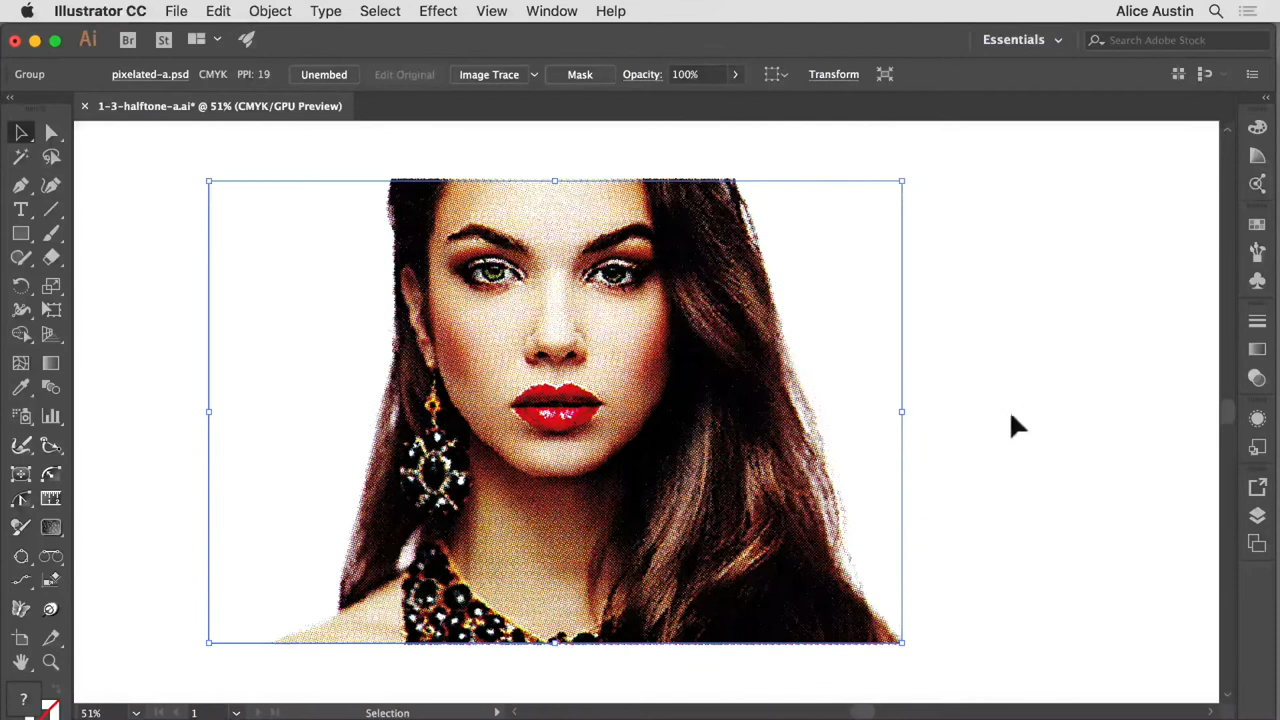 Illustrator CC File Edit Object Type Select Effect View Window Help Alice Austin
Ai Br St Essentials Search Adobe Stock
Group pixelated-a.psd CMYK PPI: 19 Unembed Edit Original Image Trace Mask Opacity: 100% Transform
× 1-3-halftone-a.ai* @ 51% (CMYK/GPU Preview)
T
1 2
?
51% 1 Selection